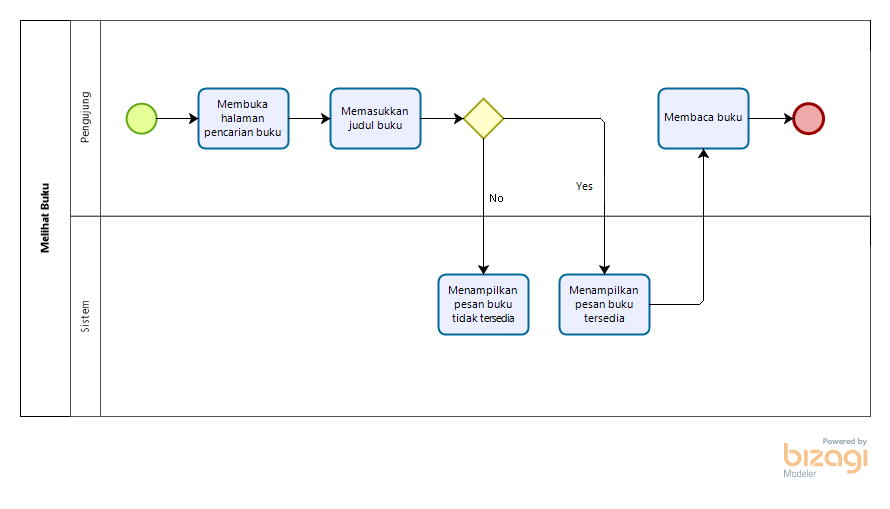 Melihat Buku
Pengujung
Membuka
halaman
pencarian buku
Memasukkan
judul buku
Membaca buku
No
Yes
Sistem
Menampilkan
pesan buku
tidak tersedia
Menampilkan
pesan buku
tersedia
Powered by
bizagi
Modeler